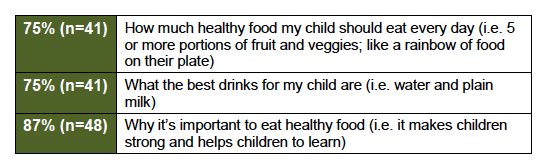 75% (n=41) How much healthy food my child should eat every day (i.e. 5
or more portions of fruit and veggies; like a rainbow of food
on their plate)
75% (n=41) What the best drinks for my child are (i.e. water and plain
milk)
87% (n=48) Why it's important to eat healthy food (i.e. it makes children
strong and helps children to learn)